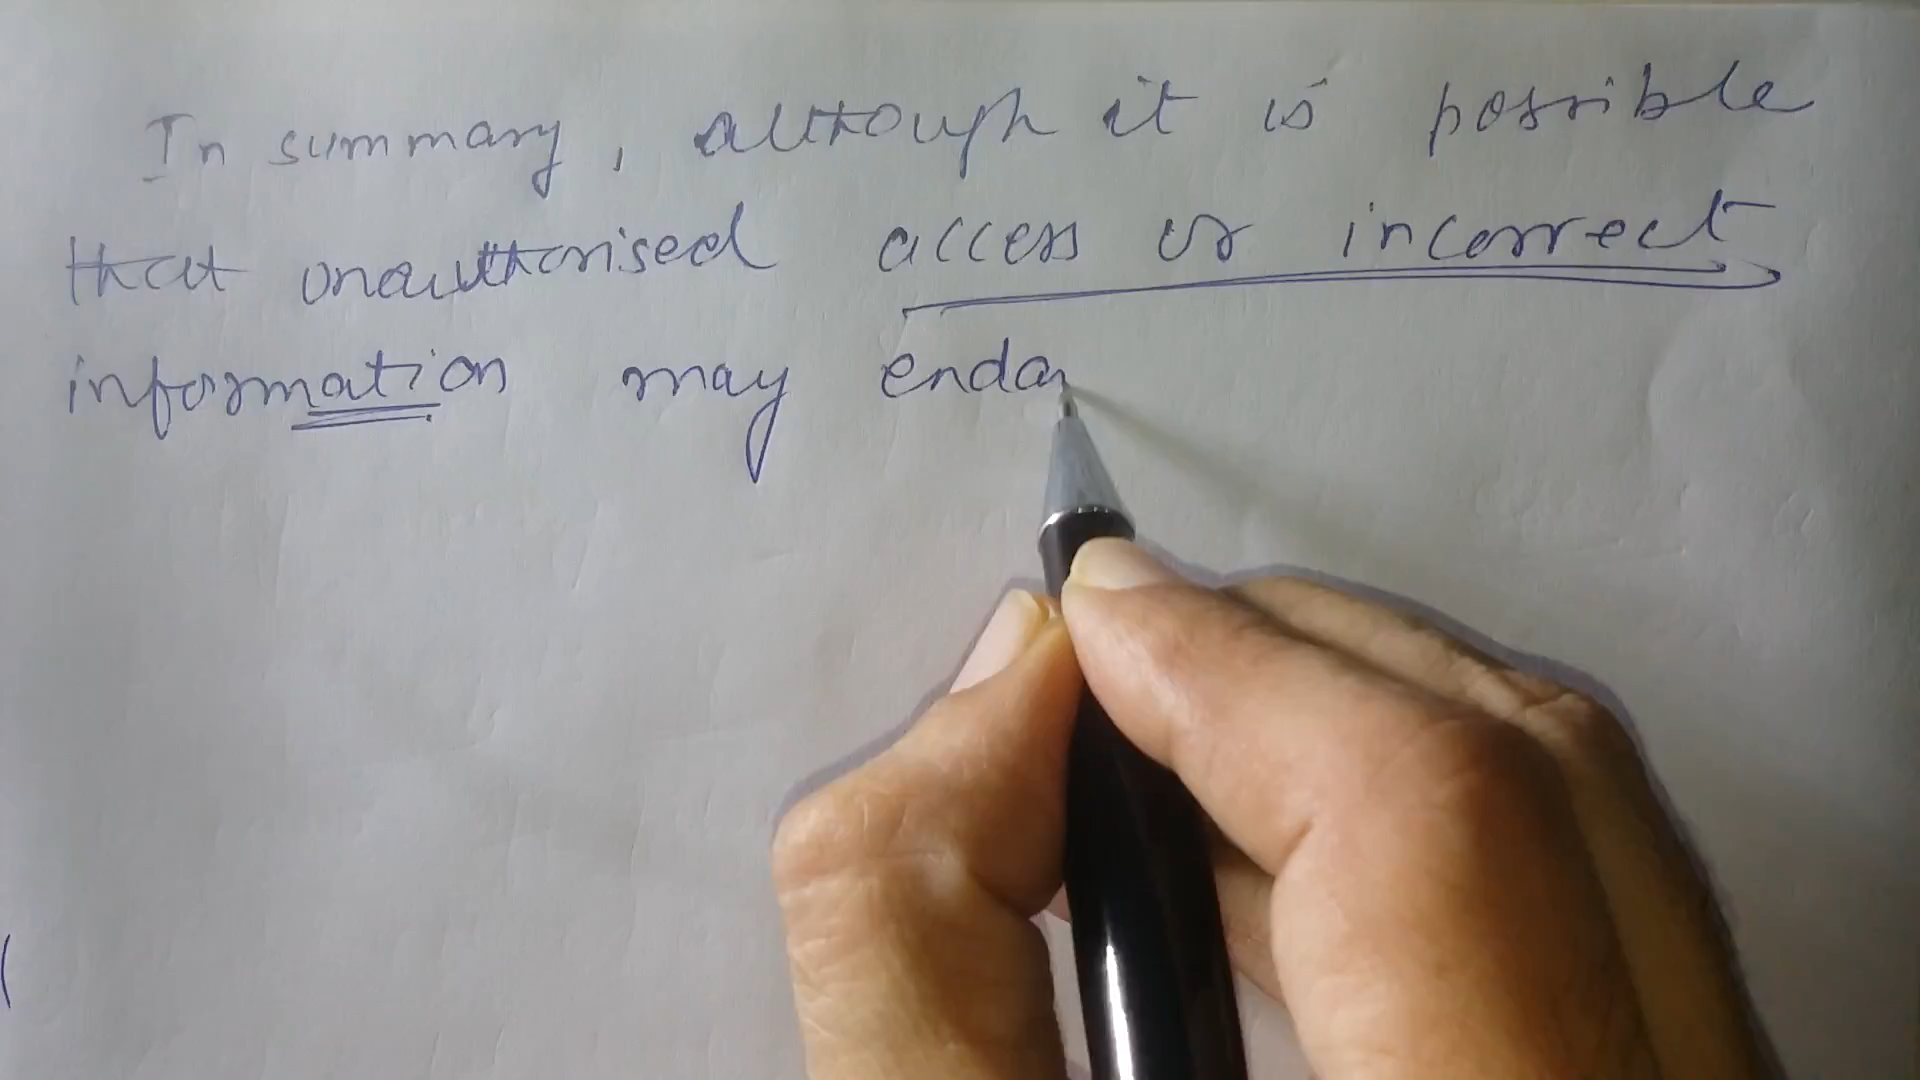 In summary, although it is possible
that unauthorised access or incorrect
information may endan